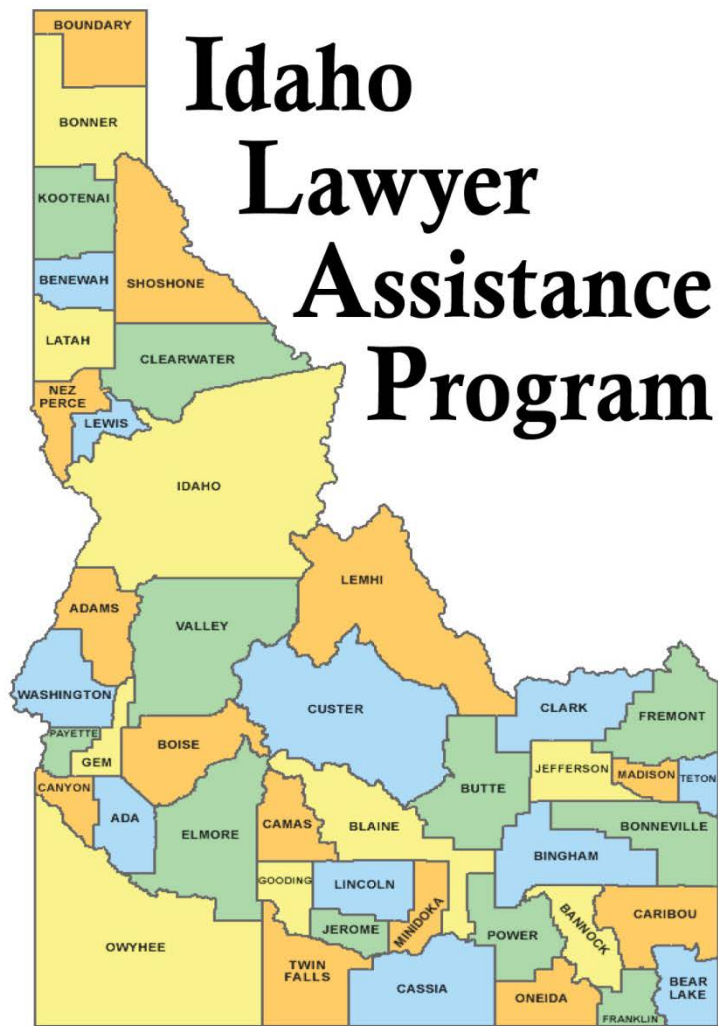 BOUNDARY
Idaho
BONNER
Lawyer
KOOTENAI
Assistance
BENEWAH
SHOSHONE
LATAH
CLEARWATER
Program
NEZ
PERCE
LEWIS
IDAHO
LEMHI
ADAMS
VALLEY
WASHINGTON
CUSTER
CLARK
FREMONT
PAYETTE
BOISE
GEM
JEFFERSON
MADISON
TETON
CANYON
BUTTE
ADA
CAMAS
BLAINE
ELMORE
BONNEVILLE
BINGHAM
GOODING
LINCOLN
MINIDOKA
BANNOCK
CARIBOU
JEROME
POWER
OWYHEE
TWIN
FALLS
CASSIA
ONEIDA
BEAR
LAKE
FRANKLIN